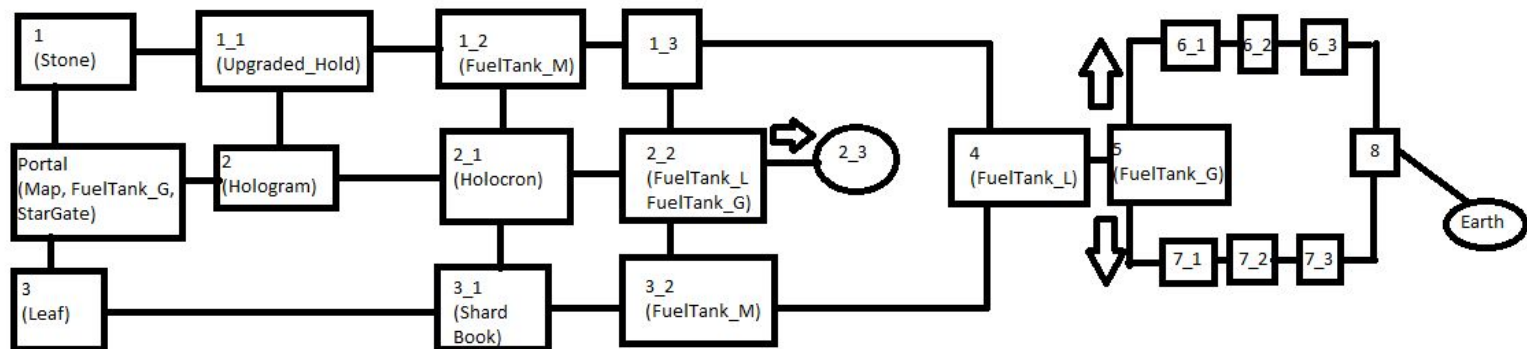 1
(Stone)
1_1
(Upgraded_Hold)
1_2
(FuelTank_M)
1_3
Portal
(Map, FuelTank_G,
StarGate)
2
(Hologram)
2_1
(Holocron)
2_2
(FuelTank_L
FuelTank_G)
2_3
3
(Leaf)
3_1
(Shard
Book)
3_2
(FuelTank_M)
4
(FuelTank_L)
5
(FuelTank_G)
6_1
6_2
6_3
7_1
7_2
7_3
8
Earth